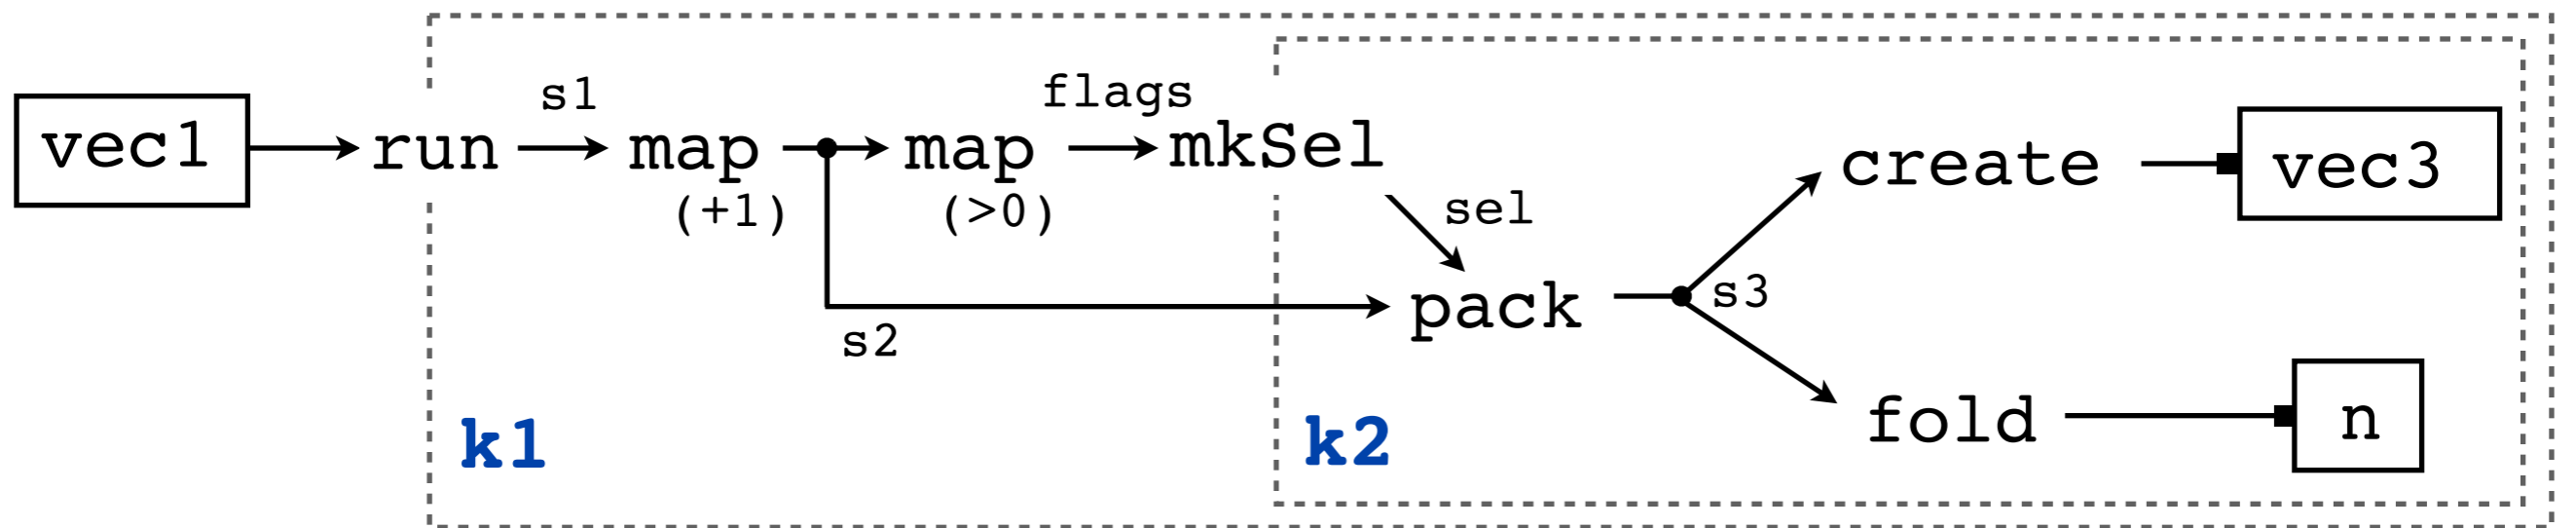 vec1
run
s1
map
(+1)
flags
map
(>0)
mkSel
sel
s2
pack
s3
create
vec3
fold
n
k1
k2